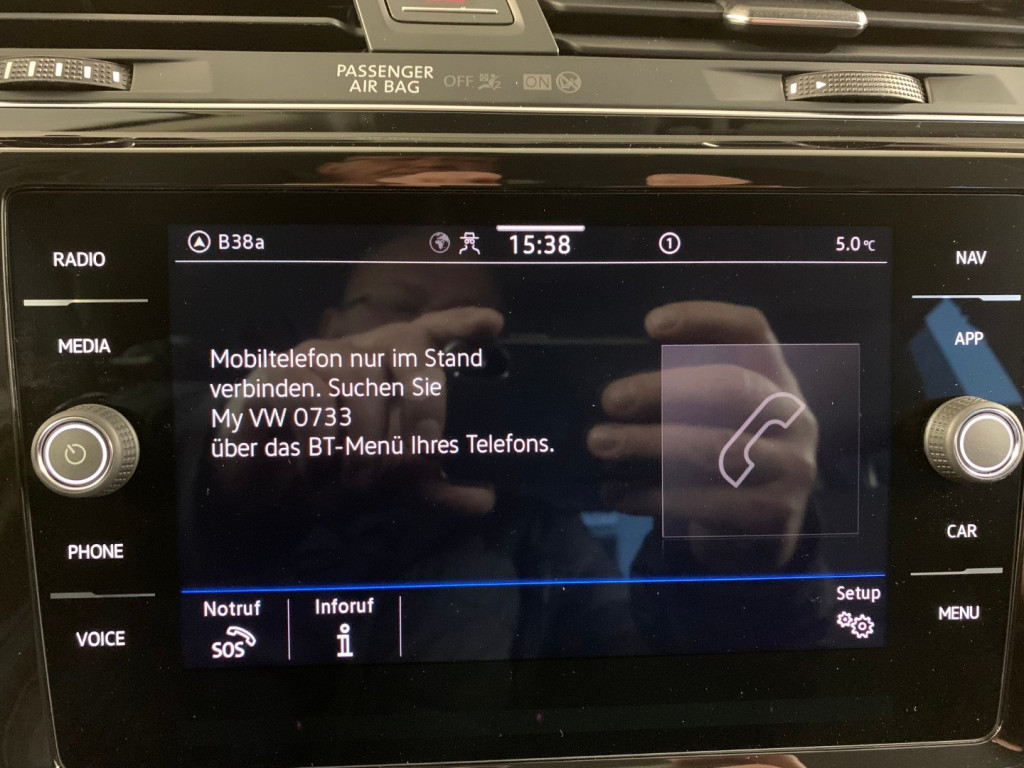 PASSENGER
AIR BAG
OFF
ON
B38a
15:38
1
5.0 °C
RADIO
MEDIA
PHONE
VOICE
Mobiltelefon nur im Stand
verbinden. Suchen Sie
My VW 0733
über das BT-Menü Ihres Telefons.
NAV
APP
CAR
MENU
Notruf
SOS
Inforuf
i
Setup